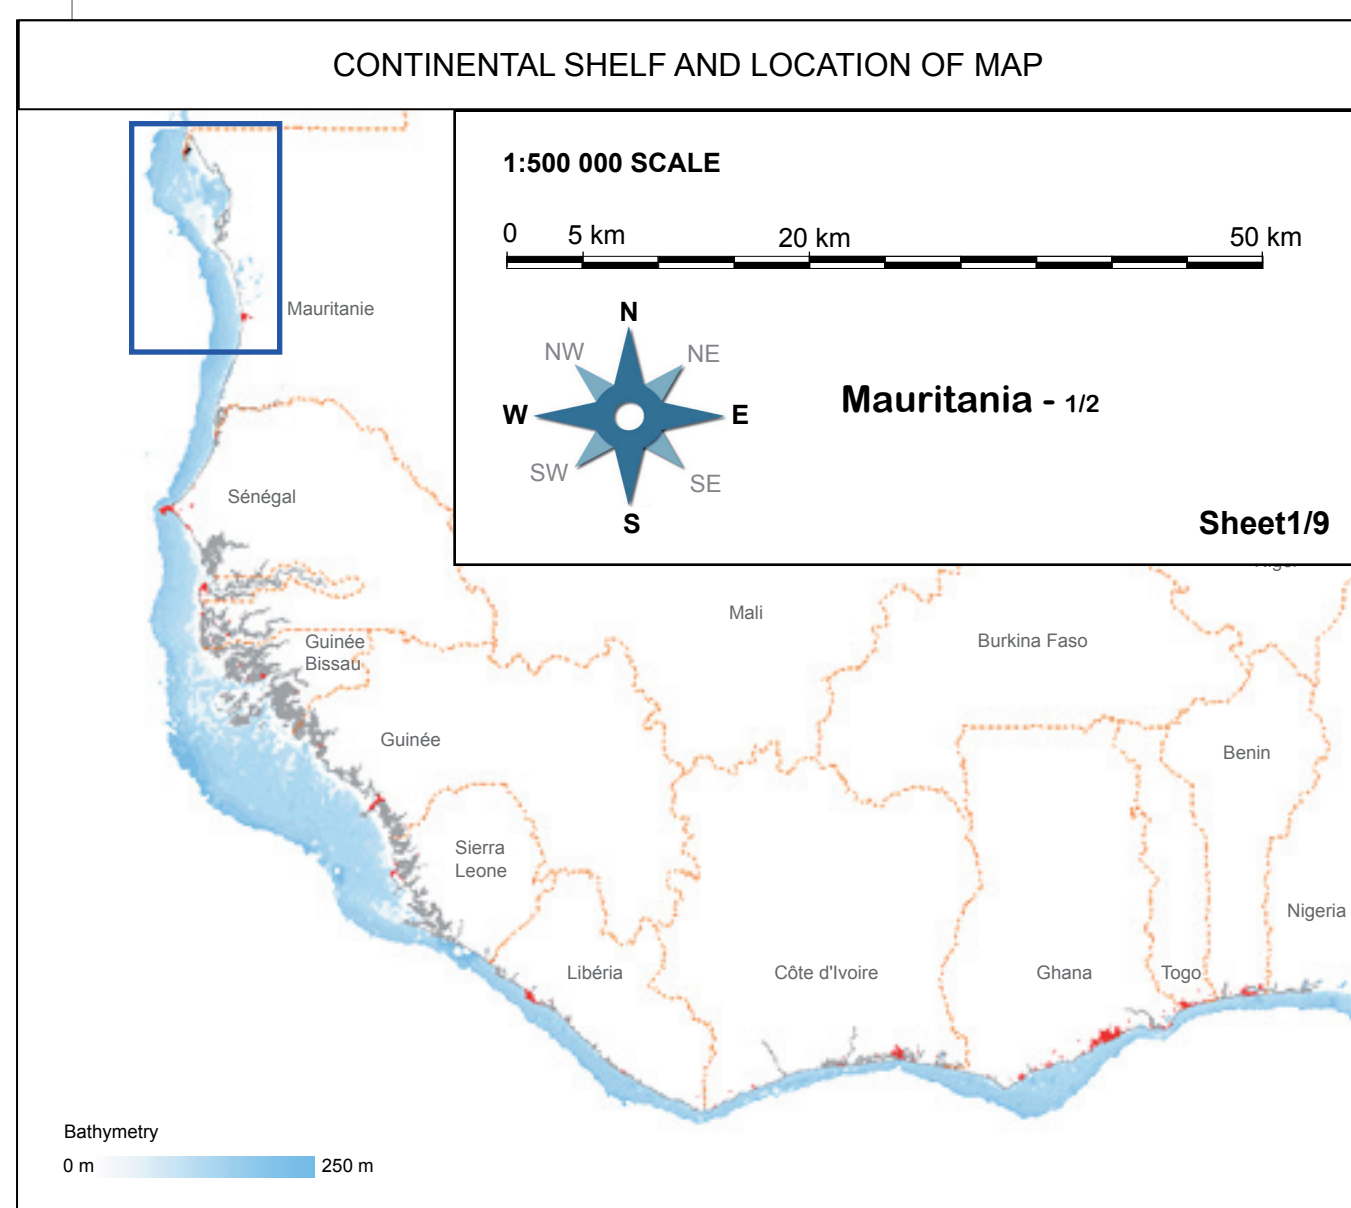 CONTINENTAL SHELF AND LOCATION OF MAP
1:500 000 SCALE
0 5 km 20 km 50 km
N
NW NE
W E
SW SE
S
Mauritania - 1/2
Sheet1/9
Mauritanie
Sénégal
Mali
Burkina Faso
Guinée
Bissau
Guinée
Benin
Sierra
Leone
Nigeria
Libéria
Côte d'Ivoire
Ghana
Togo
Bathymetry
0 m 250 m